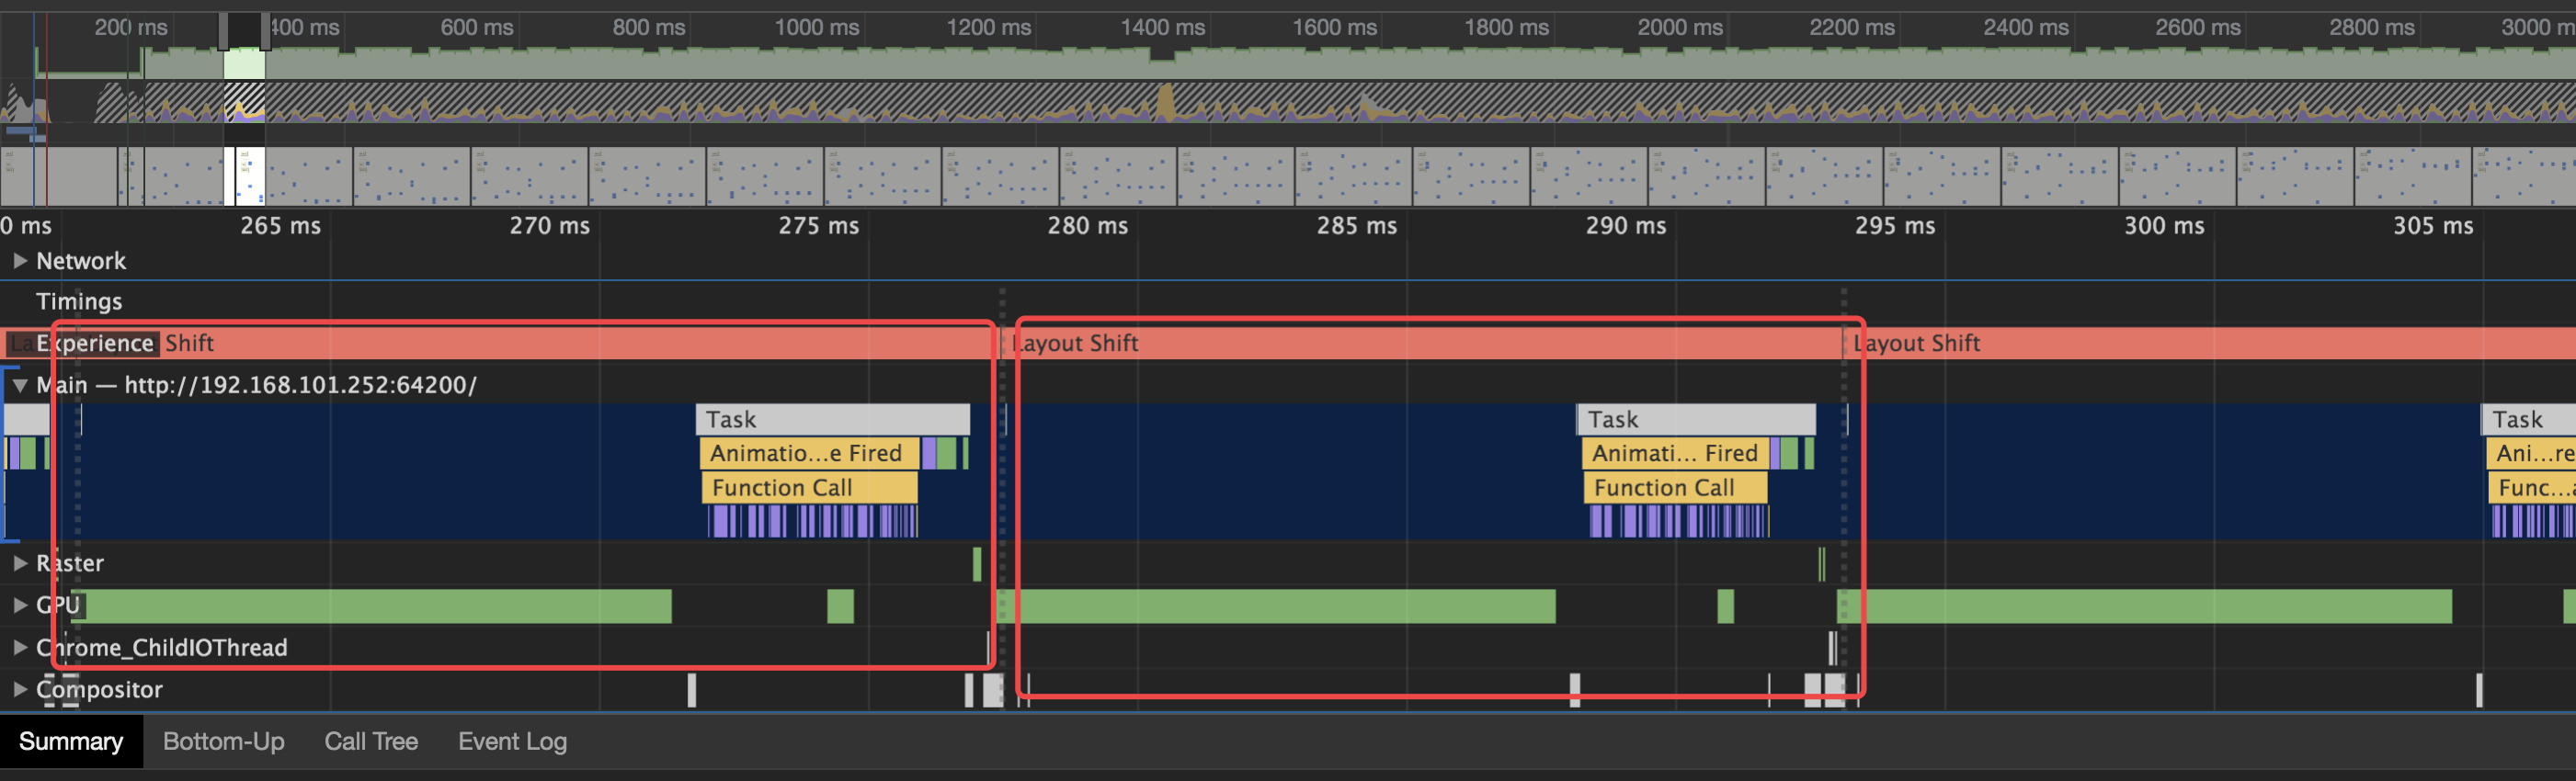 200 ms 400 ms 600 ms 800 ms 1000 ms 1200 ms 1400 ms 1600 ms 1800 ms 2000 ms 2200 ms 2400 ms 2600 ms 2800 ms 3000 m
0 ms 265 ms 270 ms 275 ms 280 ms 285 ms 290 ms 295 ms 300 ms 305 ms
Network
Timings
La Experience Shift Layout Shift Layout Shift
Main — http://192.168.101.252:64200/
Task Task Task
Animatio...e Fired Animati... Fired Ani...re
Function Call Function Call Func...a
Raster
GPU
Chrome_ChildIOThread
Compositor
Summary Bottom-Up Call Tree Event Log